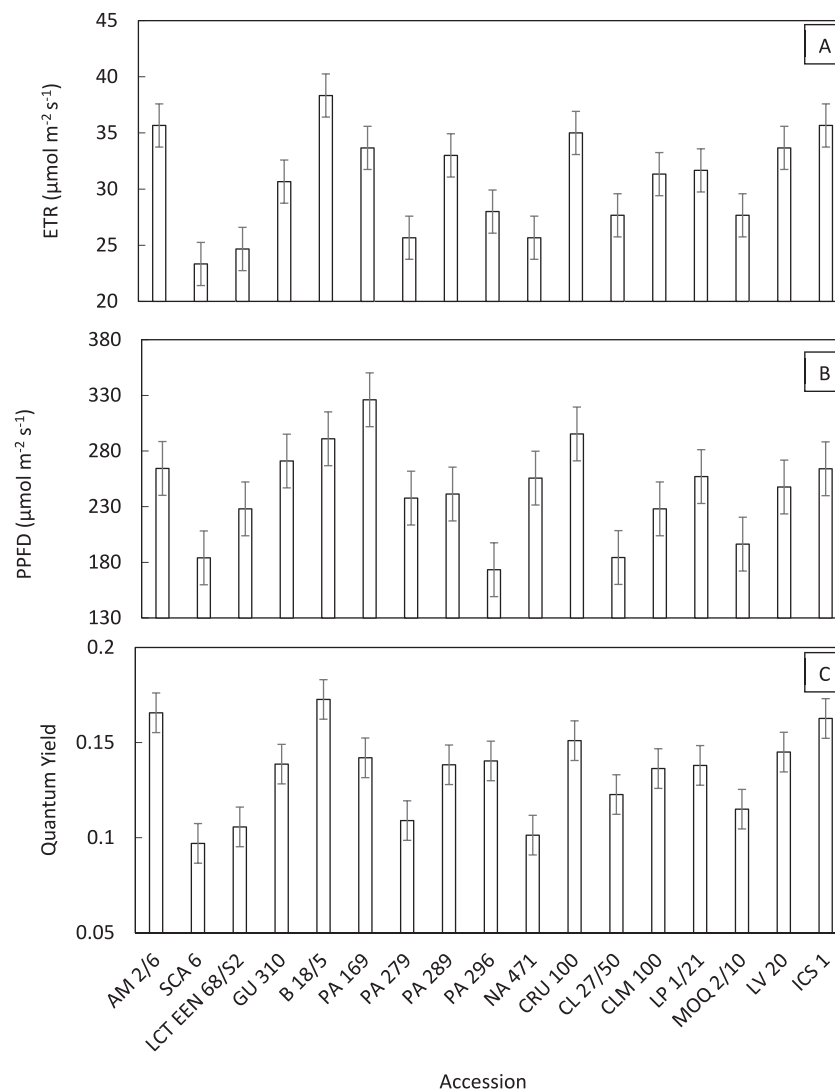 A
45
40
35
30
25
20
ETR (µmol m⁻² s⁻¹)
B
380
330
280
230
180
130
PPFD (µmol m⁻² s⁻¹)
C
0.2
0.15
0.1
0.05
Quantum Yield
AM 2/6
SCA 6
LCT EEN 68/S2
GU 310
B 18/5
PA 169
PA 279
PA 289
PA 296
NA 471
CRU 100
CL 27/50
CLM 100
LP 1/21
MOQ 2/10
LV 20
ICS 1
Accession